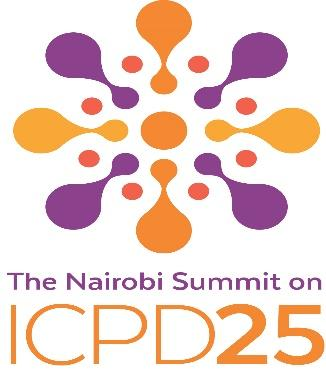 The Nairobi Summit on
ICPD25